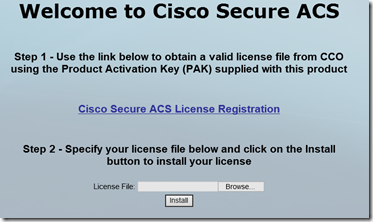 Welcome to Cisco Secure ACS
Step 1 - Use the link below to obtain a valid license file from CCO
using the Product Activation Key (PAK) supplied with this product
Cisco Secure ACS License Registration
Step 2 - Specify your license file below and click on the Install
button to install your license
License File: Browse...
Install